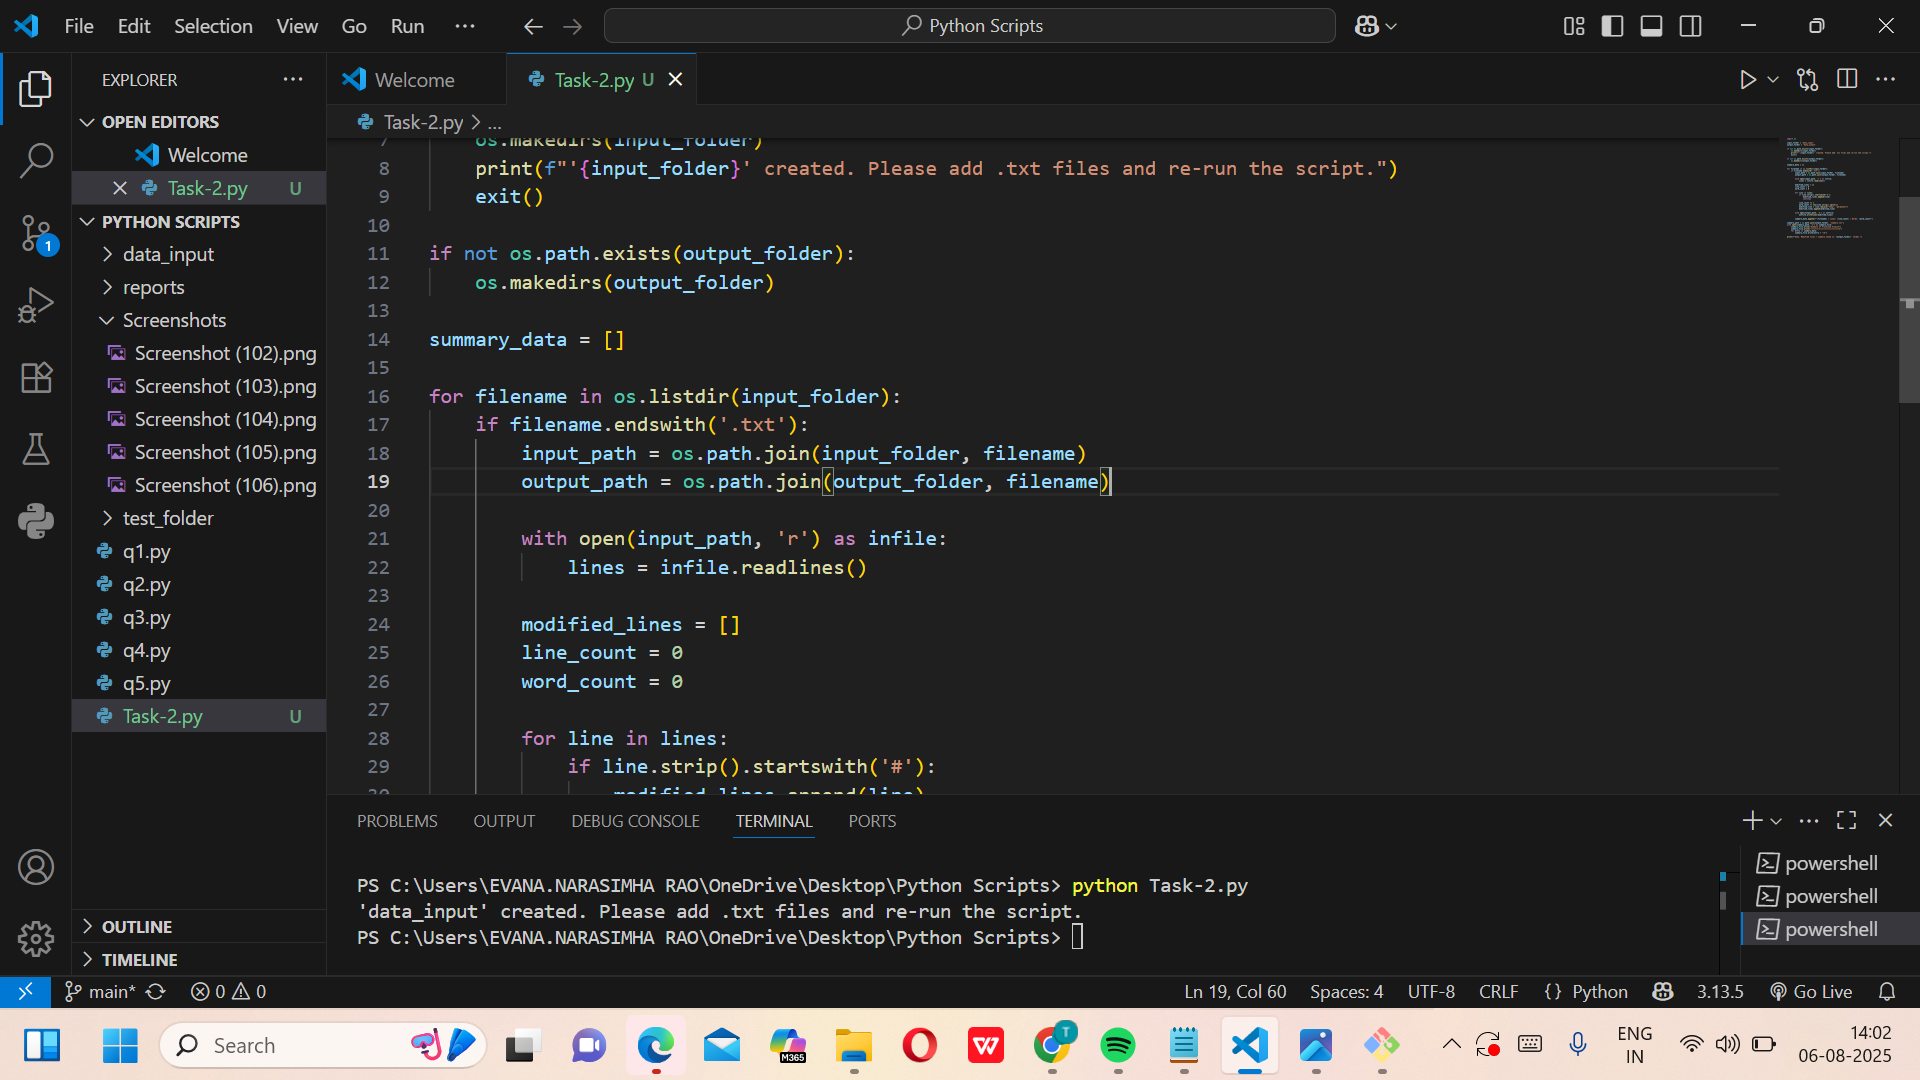 File Edit Selection View Go Run ···
Python Scripts
EXPLORER
OPEN EDITORS
Welcome
Task-2.py U
PYTHON SCRIPTS
data_input
reports
Screenshots
Screenshot (102).png
Screenshot (103).png
Screenshot (104).png
Screenshot (105).png
Screenshot (106).png
test_folder
q1.py
q2.py
q3.py
q4.py
q5.py
Task-2.py U
OUTLINE
TIMELINE
Welcome
Task-2.py U
Task-2.py > ...
7 os.makedirs(input_folder)
8 print(f"'{input_folder}' created. Please add .txt files and re-run the script.")
9 exit()
10
11 if not os.path.exists(output_folder):
12 os.makedirs(output_folder)
13
14 summary_data = []
15
16 for filename in os.listdir(input_folder):
17 if filename.endswith('.txt'):
18 input_path = os.path.join(input_folder, filename)
19 output_path = os.path.join(output_folder, filename)
20
21 with open(input_path, 'r') as infile:
22 lines = infile.readlines()
23
24 modified_lines = []
25 line_count = 0
26 word_count = 0
27
28 for line in lines:
29 if line.strip().startswith('#'):
30 modified_lines.append(line)
PROBLEMS OUTPUT DEBUG CONSOLE TERMINAL PORTS
PS C:\Users\EVANA.NARASIMHA RAO\OneDrive\Desktop\Python Scripts> python Task-2.py
'data_input' created. Please add .txt files and re-run the script.
PS C:\Users\EVANA.NARASIMHA RAO\OneDrive\Desktop\Python Scripts>
powershell
powershell
powershell
1
main* 0 0
Ln 19, Col 60 Spaces: 4 UTF-8 CRLF {} Python 3.13.5 Go Live
Search
M365
T
ENG
IN
14:02
06-08-2025